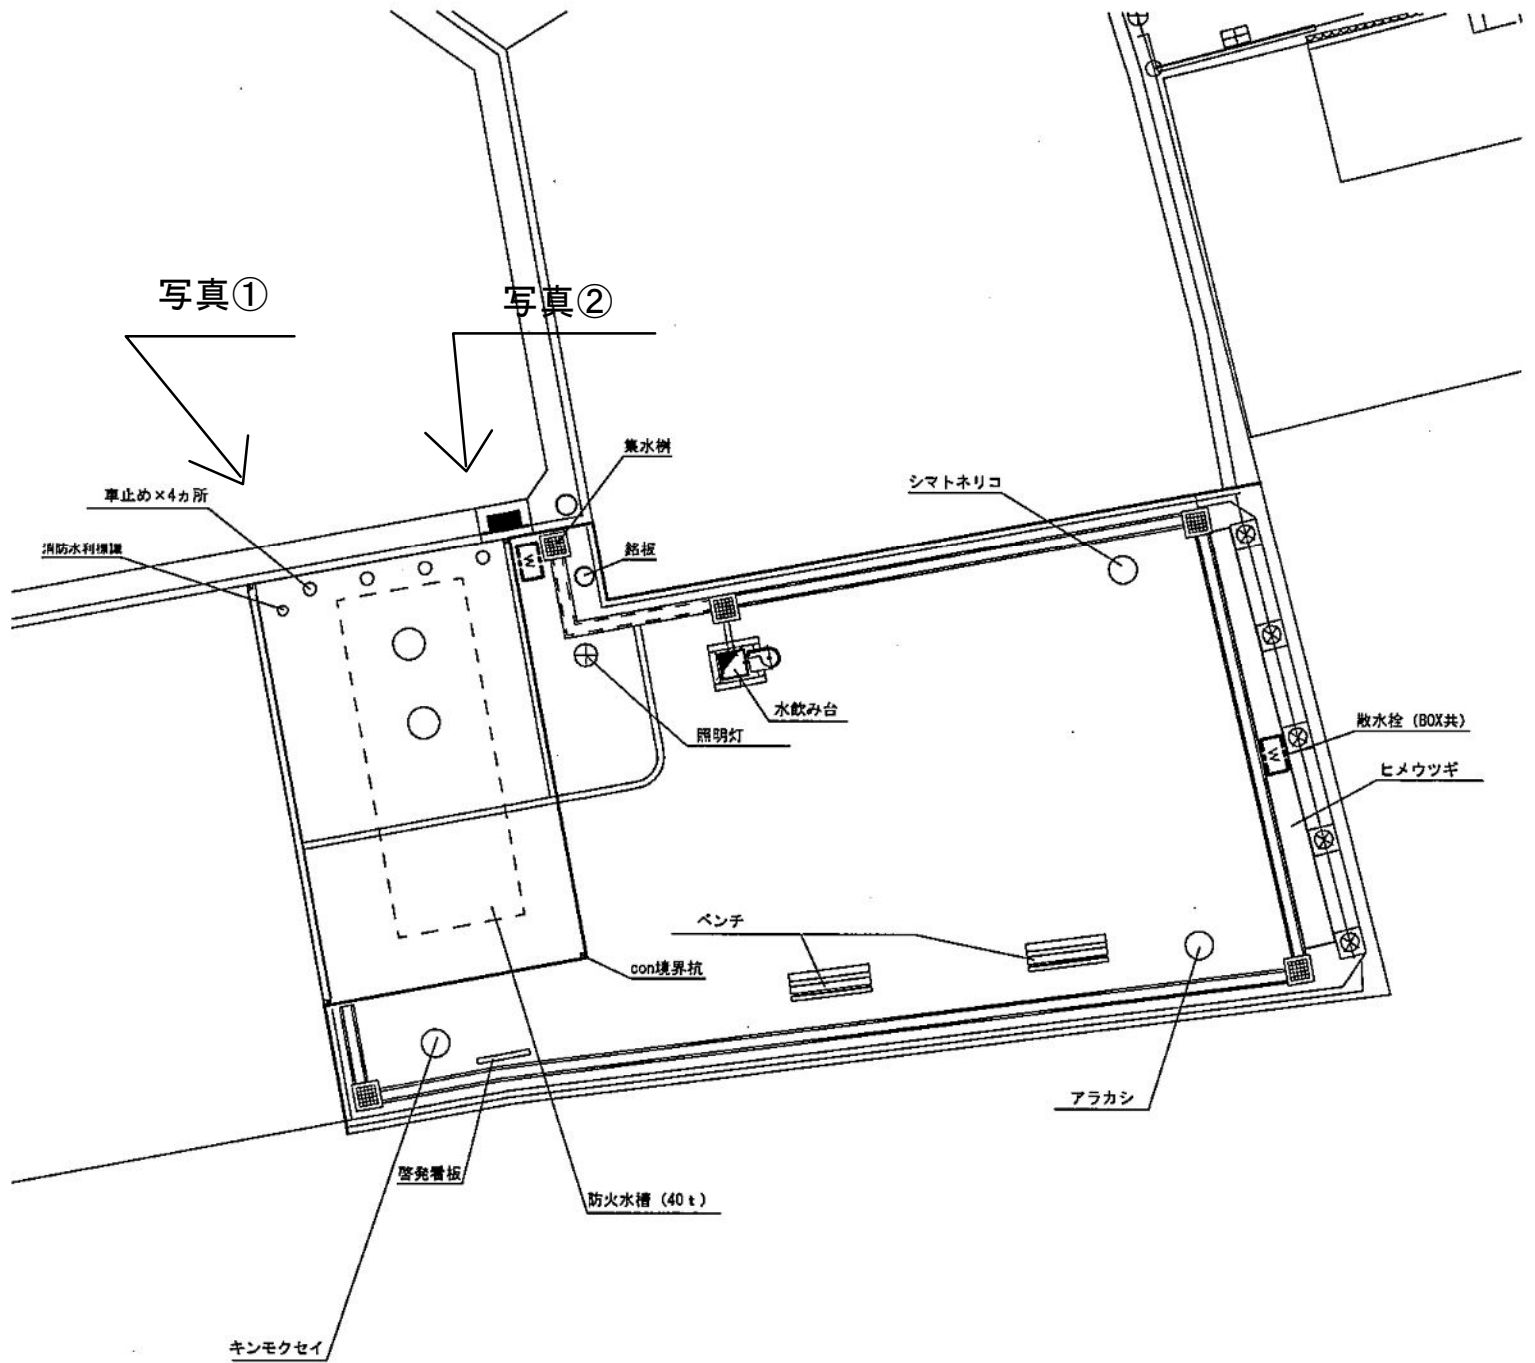 写真①
写真②
集水桝
車止め×4ヵ所
シマトネリコ
消防水利標識
銘板
水飲み台
散水栓（BOX共）
照明灯
ヒメウツギ
W
W
ベンチ
con境界抗
アラカシ
啓発看板
防火水槽（40ｔ）
キンモクセイ